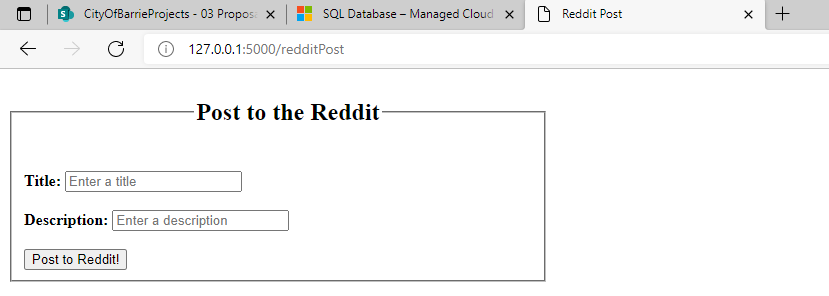 CityOfBarrieProjects - 03 Propos
SQL Database – Managed Cloud
Reddit Post
127.0.0.1:5000/redditPost
Post to the Reddit
Title: Enter a title
Description: Enter a description
Post to Reddit!